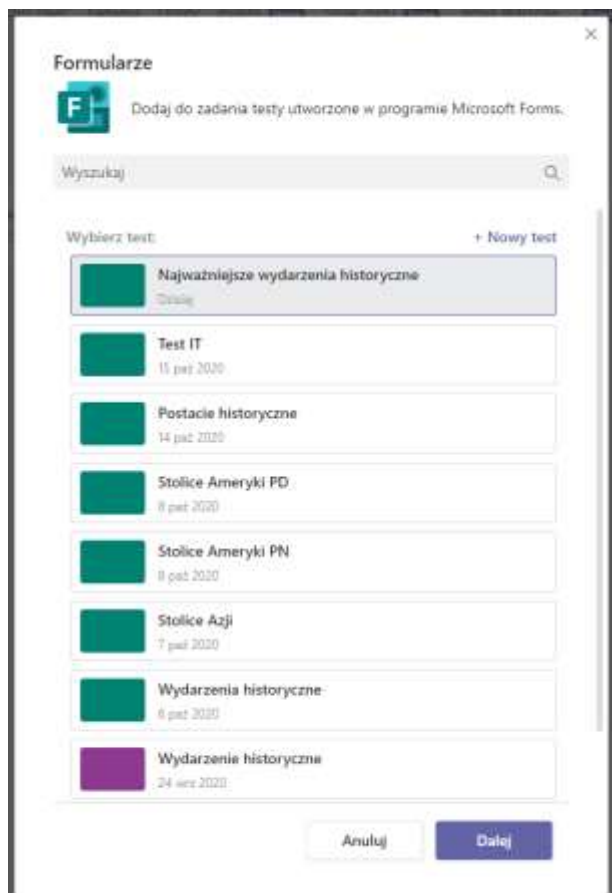 Formularze
F
Dodaj do zadania testy utworzone w programie Microsoft Forms.
Wyszukaj
Wybierz test:
+ Nowy test
Najważniejsze wydarzenia historyczne
Dzisiaj
Test IT
15 paź 2020
Postacie historyczne
14 paź 2020
Stolice Ameryki PD
8 paź 2020
Stolice Ameryki PN
8 paź 2020
Stolice Azji
7 paź 2020
Wydarzenia historyczne
6 paź 2020
Wydarzenie historyczne
24 wrz 2020
Anuluj
Dalej